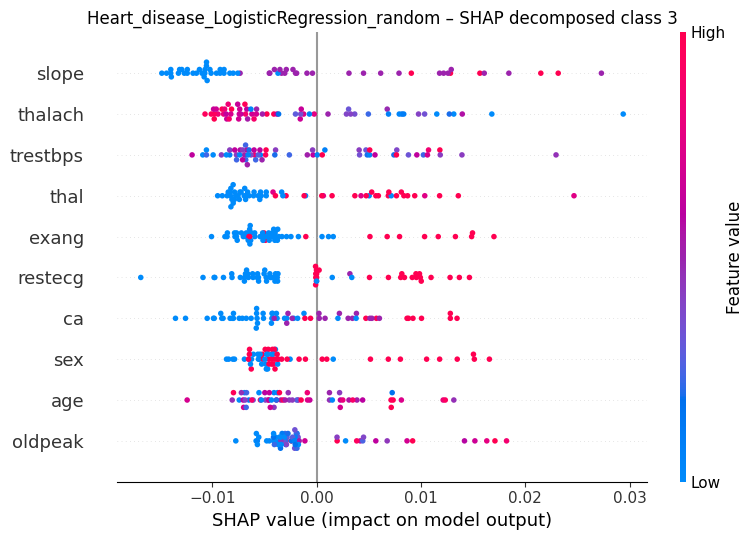 Heart_disease_LogisticRegression_random – SHAP decomposed class 3
High
slope
thalach
trestbps
thal
exang
restecg
ca
sex
age
oldpeak
Feature value
Low
−0.01 0.00 0.01 0.02 0.03
SHAP value (impact on model output)